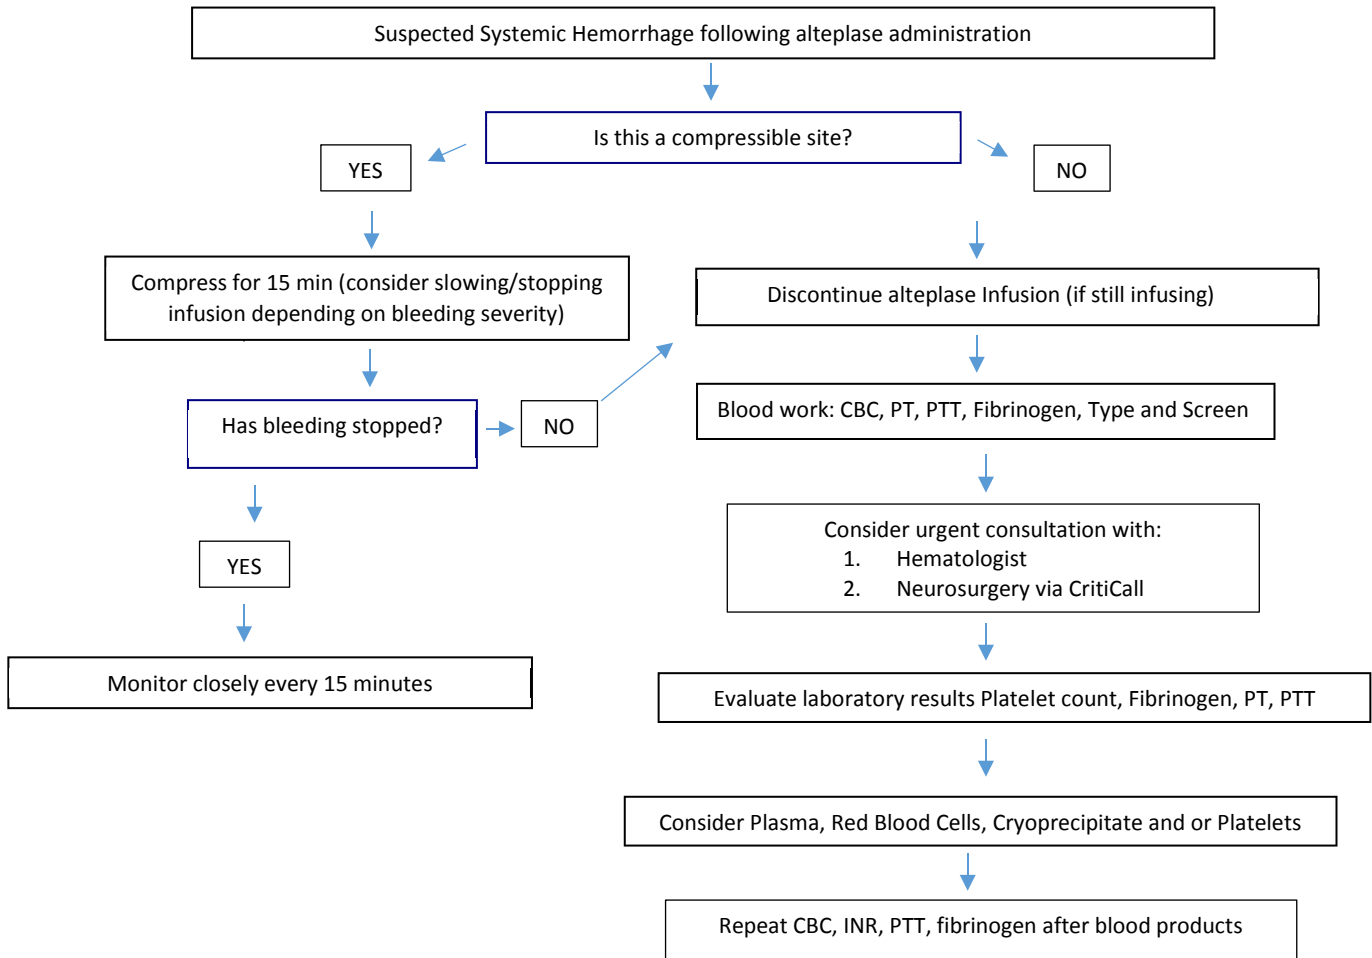 Suspected Systemic Hemorrhage following alteplase administration
Is this a compressible site?
YES
NO
Compress for 15 min (consider slowing/stopping
infusion depending on bleeding severity)
Discontinue alteplase Infusion (if still infusing)
Has bleeding stopped?
NO
Blood work: CBC, PT, PTT, Fibrinogen, Type and Screen
YES
Consider urgent consultation with:
1. Hematologist
2. Neurosurgery via CritiCall
Monitor closely every 15 minutes
Evaluate laboratory results Platelet count, Fibrinogen, PT, PTT
Consider Plasma, Red Blood Cells, Cryoprecipitate and or Platelets
Repeat CBC, INR, PTT, fibrinogen after blood products